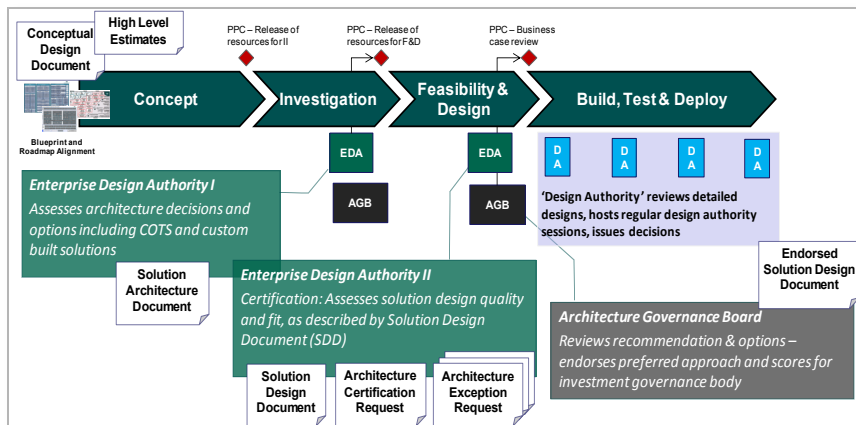 Conceptual
Design
Document
High Level
Estimates
PPC – Release of
resources for II
PPC – Release of
resources for F&D
PPC – Business
case review
Concept
Investigation
Feasibility &
Design
Build, Test & Deploy
Blueprint and
Roadmap Alignment
EDA
AGB
EDA
AGB
D
A
D
A
D
A
D
A
‘Design Authority’ reviews detailed
designs, hosts regular design authority
sessions, issues decisions
Enterprise Design Authority I
Assesses architecture decisions and
options including COTS and custom
built solutions
Solution
Architecture
Document
Enterprise Design Authority II
Certification: Assesses solution design quality
and fit, as described by Solution Design
Document (SDD)
Solution
Design
Document
Architecture
Certification
Request
Architecture
Exception
Request
Endorsed
Solution Design
Document
Architecture Governance Board
Reviews recommendation & options –
endorses preferred approach and scores for
investment governance body